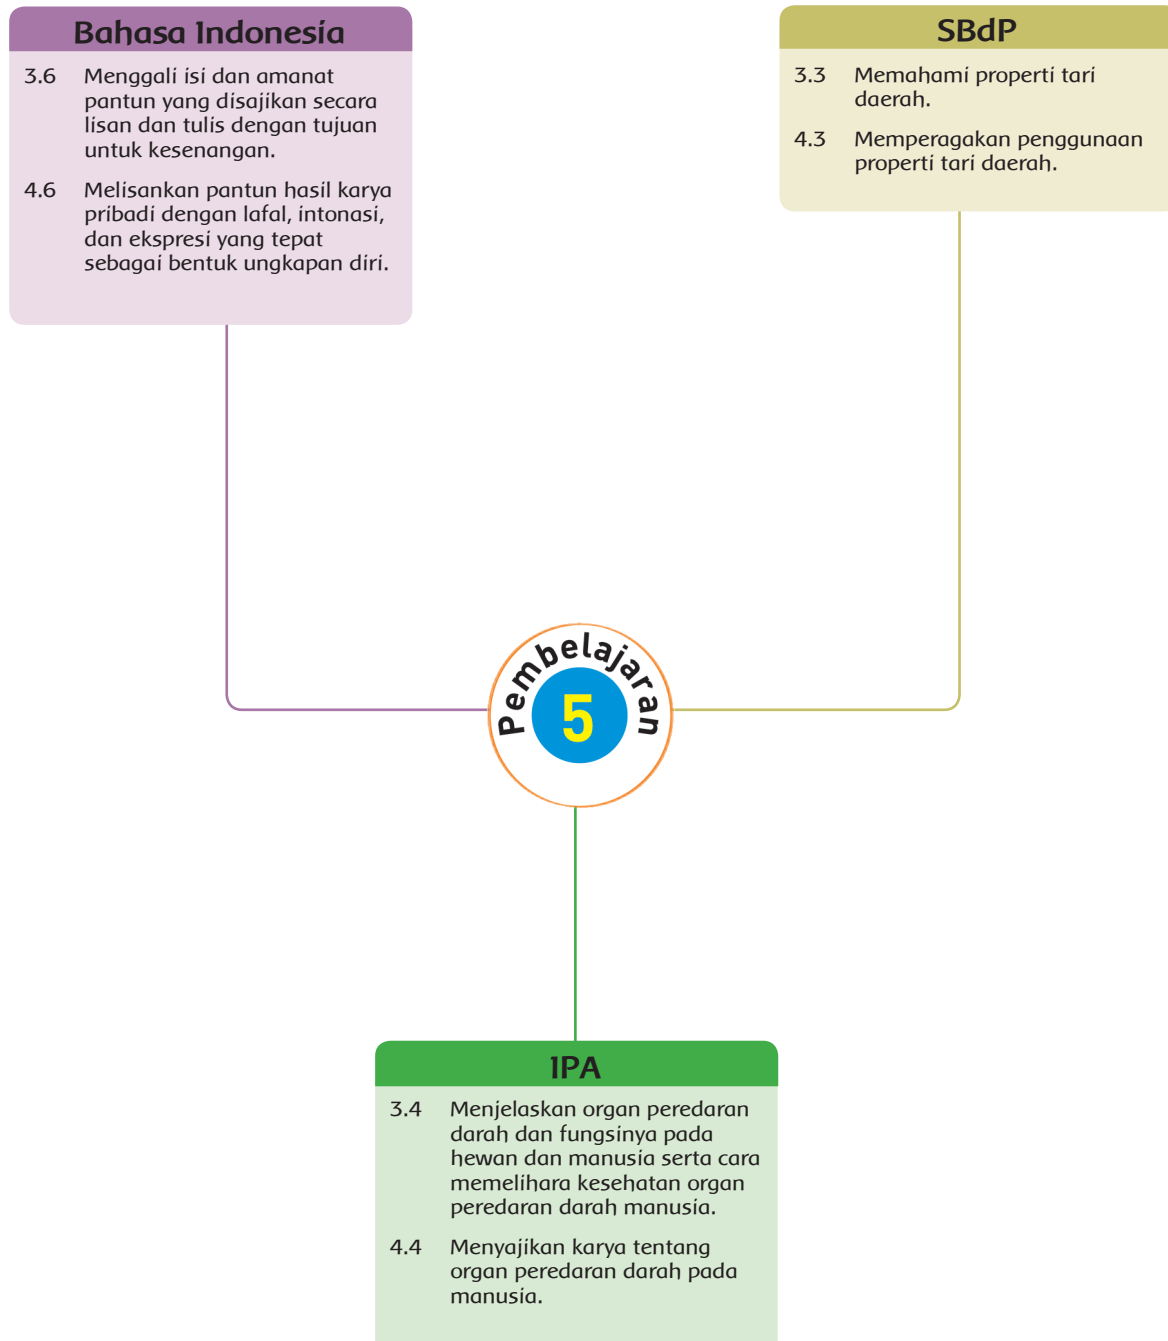 Bahasa Indonesia
3.6 Menggali isi dan amanat
pantun yang disajikan secara
lisan dan tulis dengan tujuan
untuk kesenangan.
4.6 Melisankan pantun hasil karya
pribadi dengan lafal, intonasi,
dan ekspresi yang tepat
sebagai bentuk ungkapan diri.
SBdP
3.3 Memahami properti tari
daerah.
4.3 Memperagakan penggunaan
properti tari daerah.
Pembelajaran
5
IPA
3.4 Menjelaskan organ peredaran
darah dan fungsinya pada
hewan dan manusia serta cara
memelihara kesehatan organ
peredaran darah manusia.
4.4 Menyajikan karya tentang
organ peredaran darah pada
manusia.